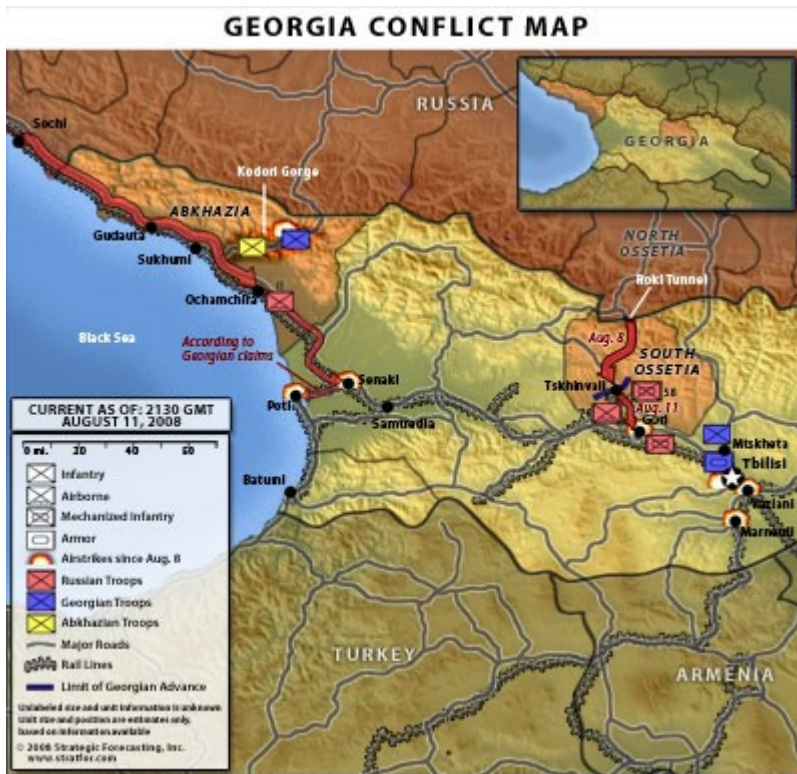 GEORGIA CONFLICT MAP
RUSSIA
GEORGIA
Sochi
Kodori Gorge
ABKHAZIA
Gudauta
Sukhumi
NORTH
OSSETIA
Roki Tunnel
Ochamchira
II
Black Sea
According to
Georgian claims
Aug. 8
SOUTH
OSSETIA
Senaki
Tskhinvali
58
Poti
Aug. 11
Samtredia
Gori
Mtskheta
Tbilisi
Batumi
Vaziani
Marneuli
TURKEY
ARMENIA
CURRENT AS OF: 2130 GMT
AUGUST 11, 2008
0 mi. 20 40 60
Infantry
Airborne
Mechanized Infantry
Armor
Airstrikes since Aug. 8
Russian Troops
Georgian Troops
Abkhazian Troops
Major Roads
Rail Lines
Limit of Georgian Advance
Unlabeled size and unit information is unknown
Unit size and position are estimates only,
based on information available
© 2008 Strategic Forecasting, Inc.
www.stratfor.com